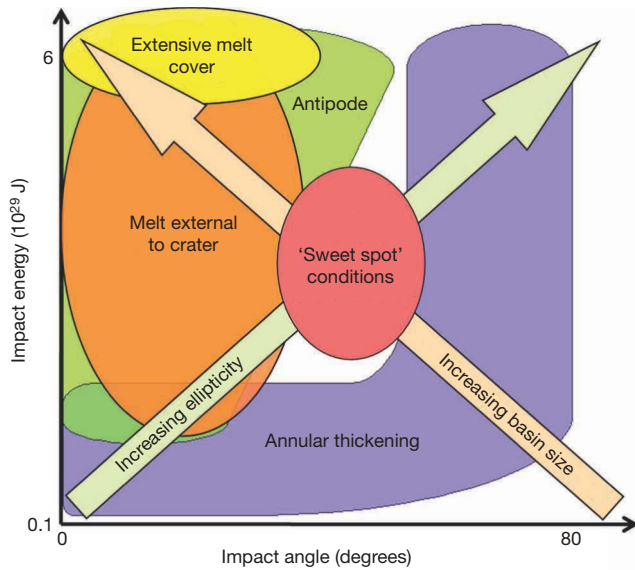 Extensive melt
cover
6
Antipode
Melt external
to crater
'Sweet spot'
conditions
Impact energy (10²⁹ J)
Increasing ellipticity
Increasing basin size
Annular thickening
0.1
0
80
Impact angle (degrees)